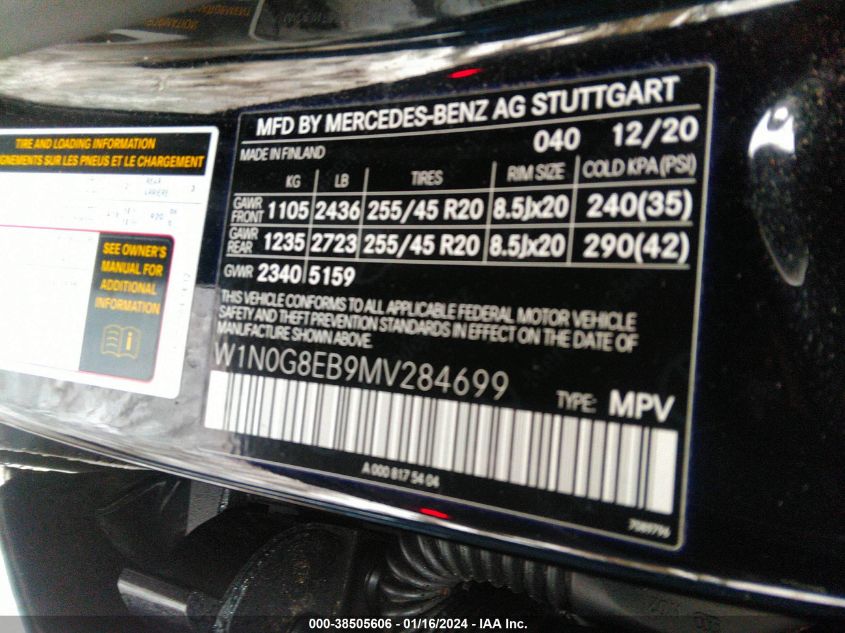 TIRE AND LOADING INFORMATION
GNEMENTS SUR LES PNEUS ET LE CHARGEMENT
REAR
SEE OWNER'S
MANUAL FOR
ADDITIONAL
INFORMATION
MFD BY MERCEDES-BENZ AG STUTTGART
040 12/20
MADE IN FINLAND
KG LB TIRES RIM SIZE COLD KPA(PSI)
GAWR FRONT 1105 2436 255/45 R20 8.5Jx20 240(35)
GAWR REAR 1235 2723 255/45 R20 8.5Jx20 290(42)
GVWR 2340 5159
THIS VEHICLE CONFORMS TO ALL APPLICABLE FEDERAL MOTOR VEHICLE
SAFETY AND THEFT PREVENTION STANDARDS IN EFFECT ON THE DATE OF
MANUFACTURE SHOWN ABOVE.
W1N0G8EB9MV284699
TYPE: MPV
A 000 817 54 04
7089796
000-38505606 - 01/16/2024 - IAA Inc.